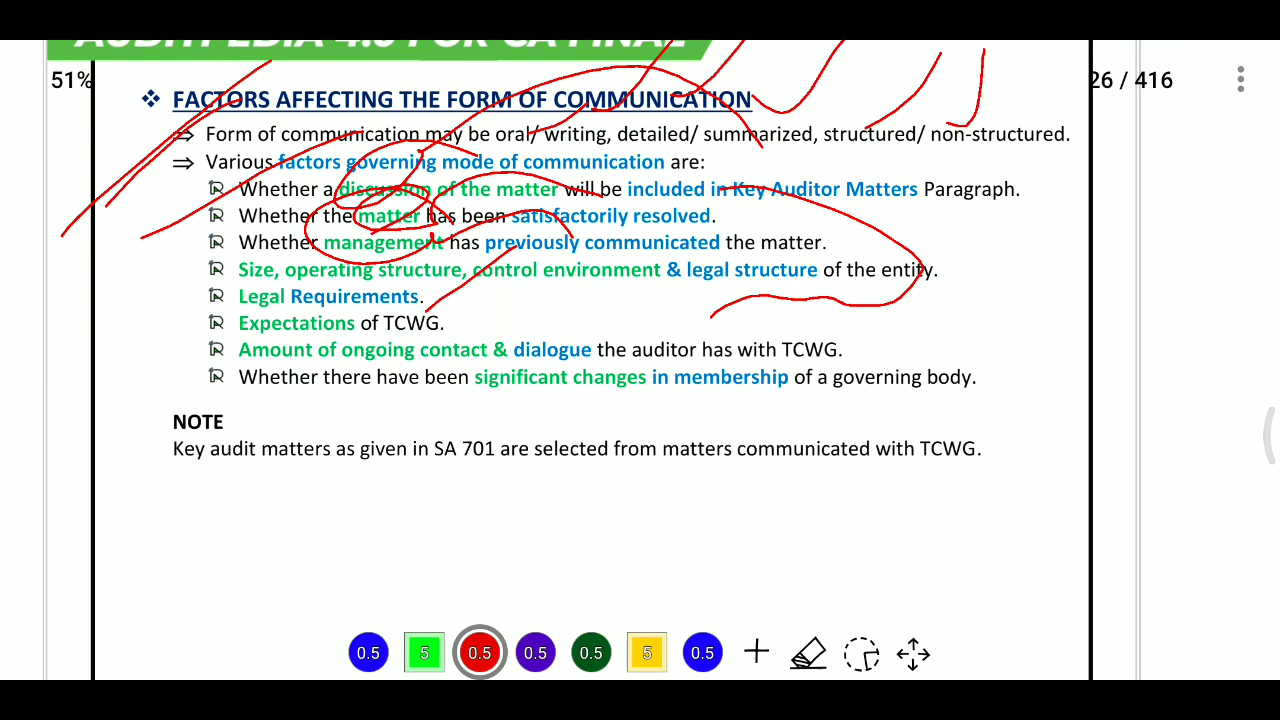 AUDITPEDIA 4.0 FOR CA FINAL
51%
26 / 416
FACTORS AFFECTING THE FORM OF COMMUNICATION
Form of communication may be oral/ writing, detailed/ summarized, structured/ non-structured.
Various factors governing mode of communication are:
Whether a discussion of the matter will be included in Key Auditor Matters Paragraph.
Whether the matter has been satisfactorily resolved.
Whether management has previously communicated the matter.
Size, operating structure, control environment & legal structure of the entity.
Legal Requirements.
Expectations of TCWG.
Amount of ongoing contact & dialogue the auditor has with TCWG.
Whether there have been significant changes in membership of a governing body.
NOTE
Key audit matters as given in SA 701 are selected from matters communicated with TCWG.
0.5 5 0.5 0.5 0.5 5 0.5